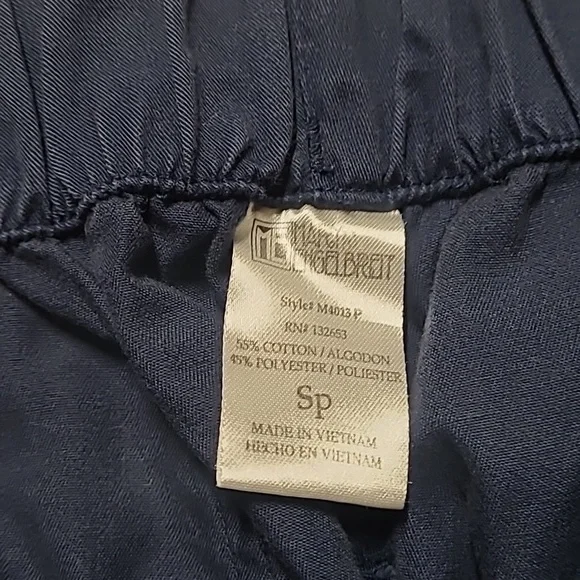 ME MARY
ENGELBREIT
Style# M4013 P
RN# 132653
55% COTTON / ALGODON
45% POLYESTER / POLIESTER
Sp
MADE IN VIETNAM
HECHO EN VIETNAM